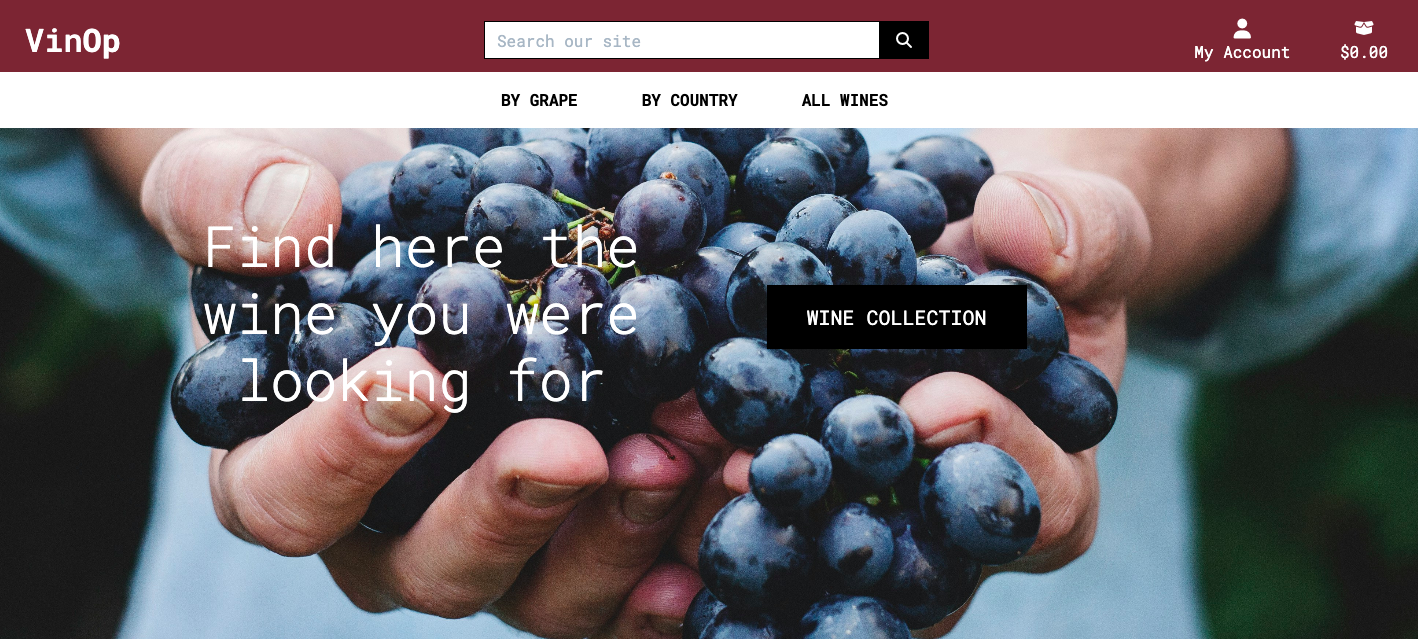 VinOp
Search our site
My Account
$0.00
BY GRAPE
BY COUNTRY
ALL WINES
Find here the
wine you were
looking for
WINE COLLECTION